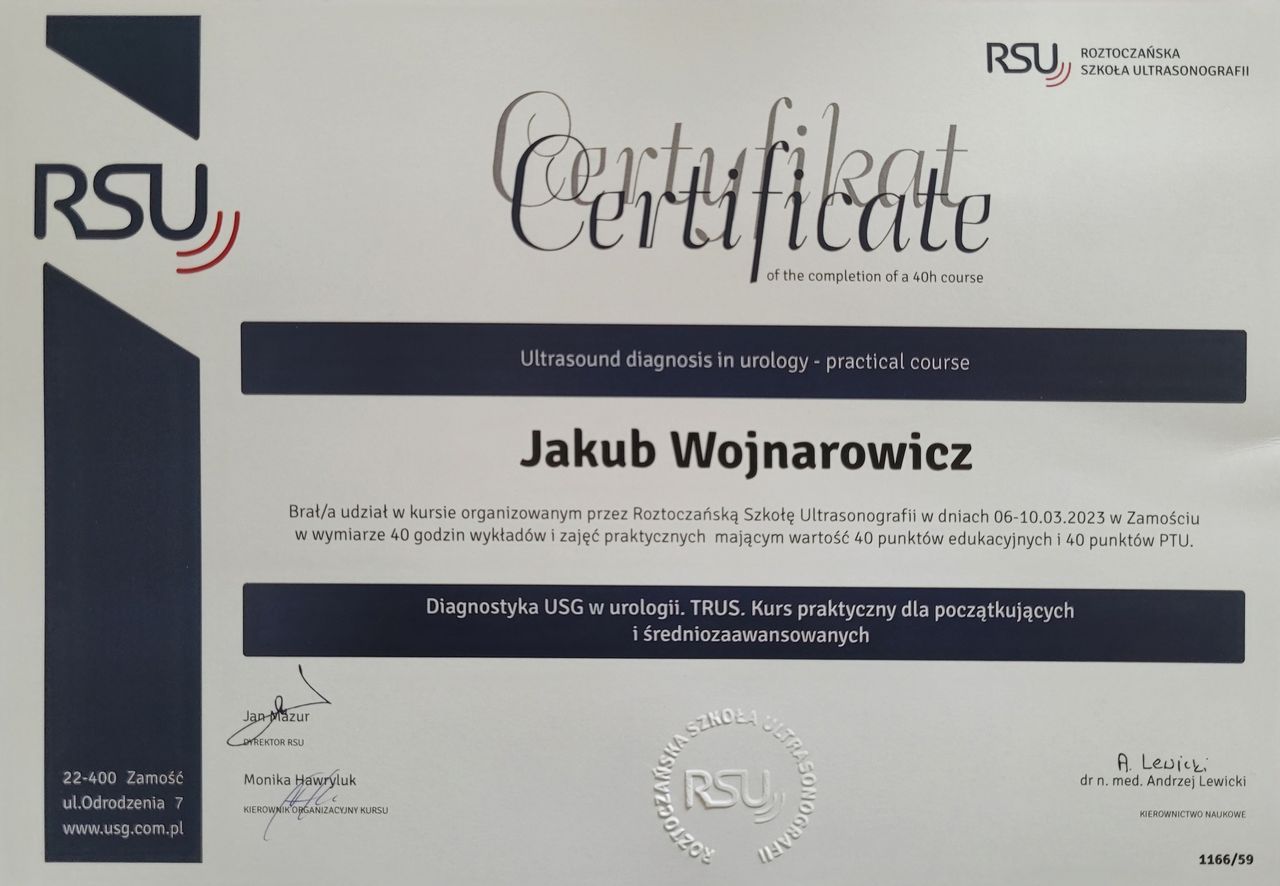 RSU
ROZTOCZAŃSKA
SZKOŁA ULTRASONOGRAFII
RSU
Certyfikat
Certificate
of the completion of a 40h course
Ultrasound diagnosis in urology - practical course
Jakub Wojnarowicz
Brał/a udział w kursie organizowanym przez Roztoczańską Szkołę Ultrasonografii w dniach 06-10.03.2023 w Zamościu
w wymiarze 40 godzin wykładów i zajęć praktycznych mającym wartość 40 punktów edukacyjnych i 40 punktów PTU.
Diagnostyka USG w urologii. TRUS. Kurs praktyczny dla początkujących
i średniozaawansowanych
Jan Mazur
DYREKTOR RSU
Monika Hawryluk
KIEROWNIK ORGANIZACYJNY KURSU
22-400 Zamość
ul.Odrodzenia 7
www.usg.com.pl
ROZTOCZAŃSKA SZKOŁA ULTRASONOGRAFII
RSU
A. Lewicki
dr n. med. Andrzej Lewicki
KIEROWNICTWO NAUKOWE
1166/59